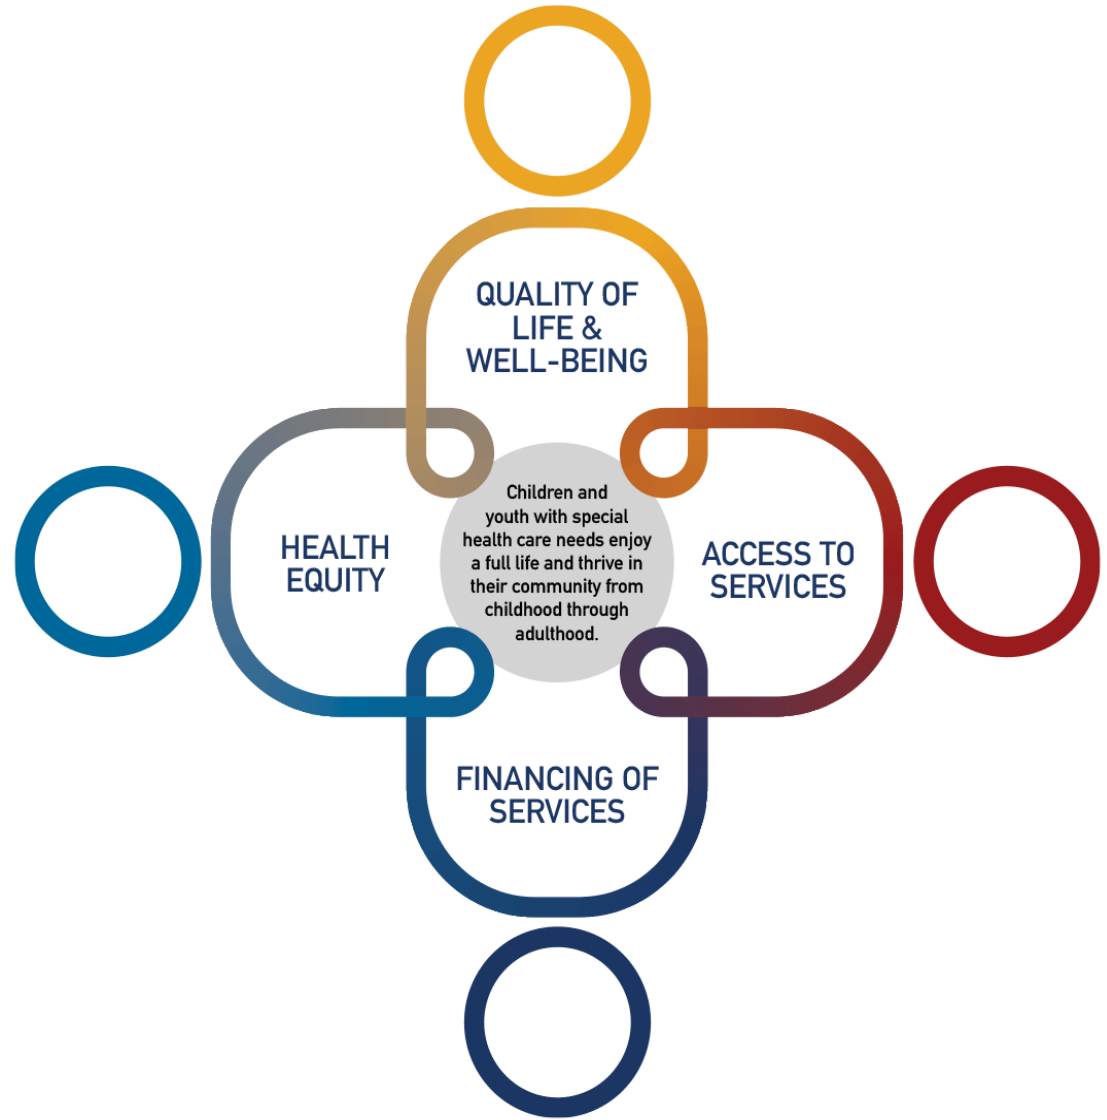 QUALITY OF
LIFE &
WELL-BEING
HEALTH
EQUITY
Children and
youth with special
health care needs enjoy
a full life and thrive in
their community from
childhood through
adulthood.
ACCESS TO
SERVICES
FINANCING OF
SERVICES